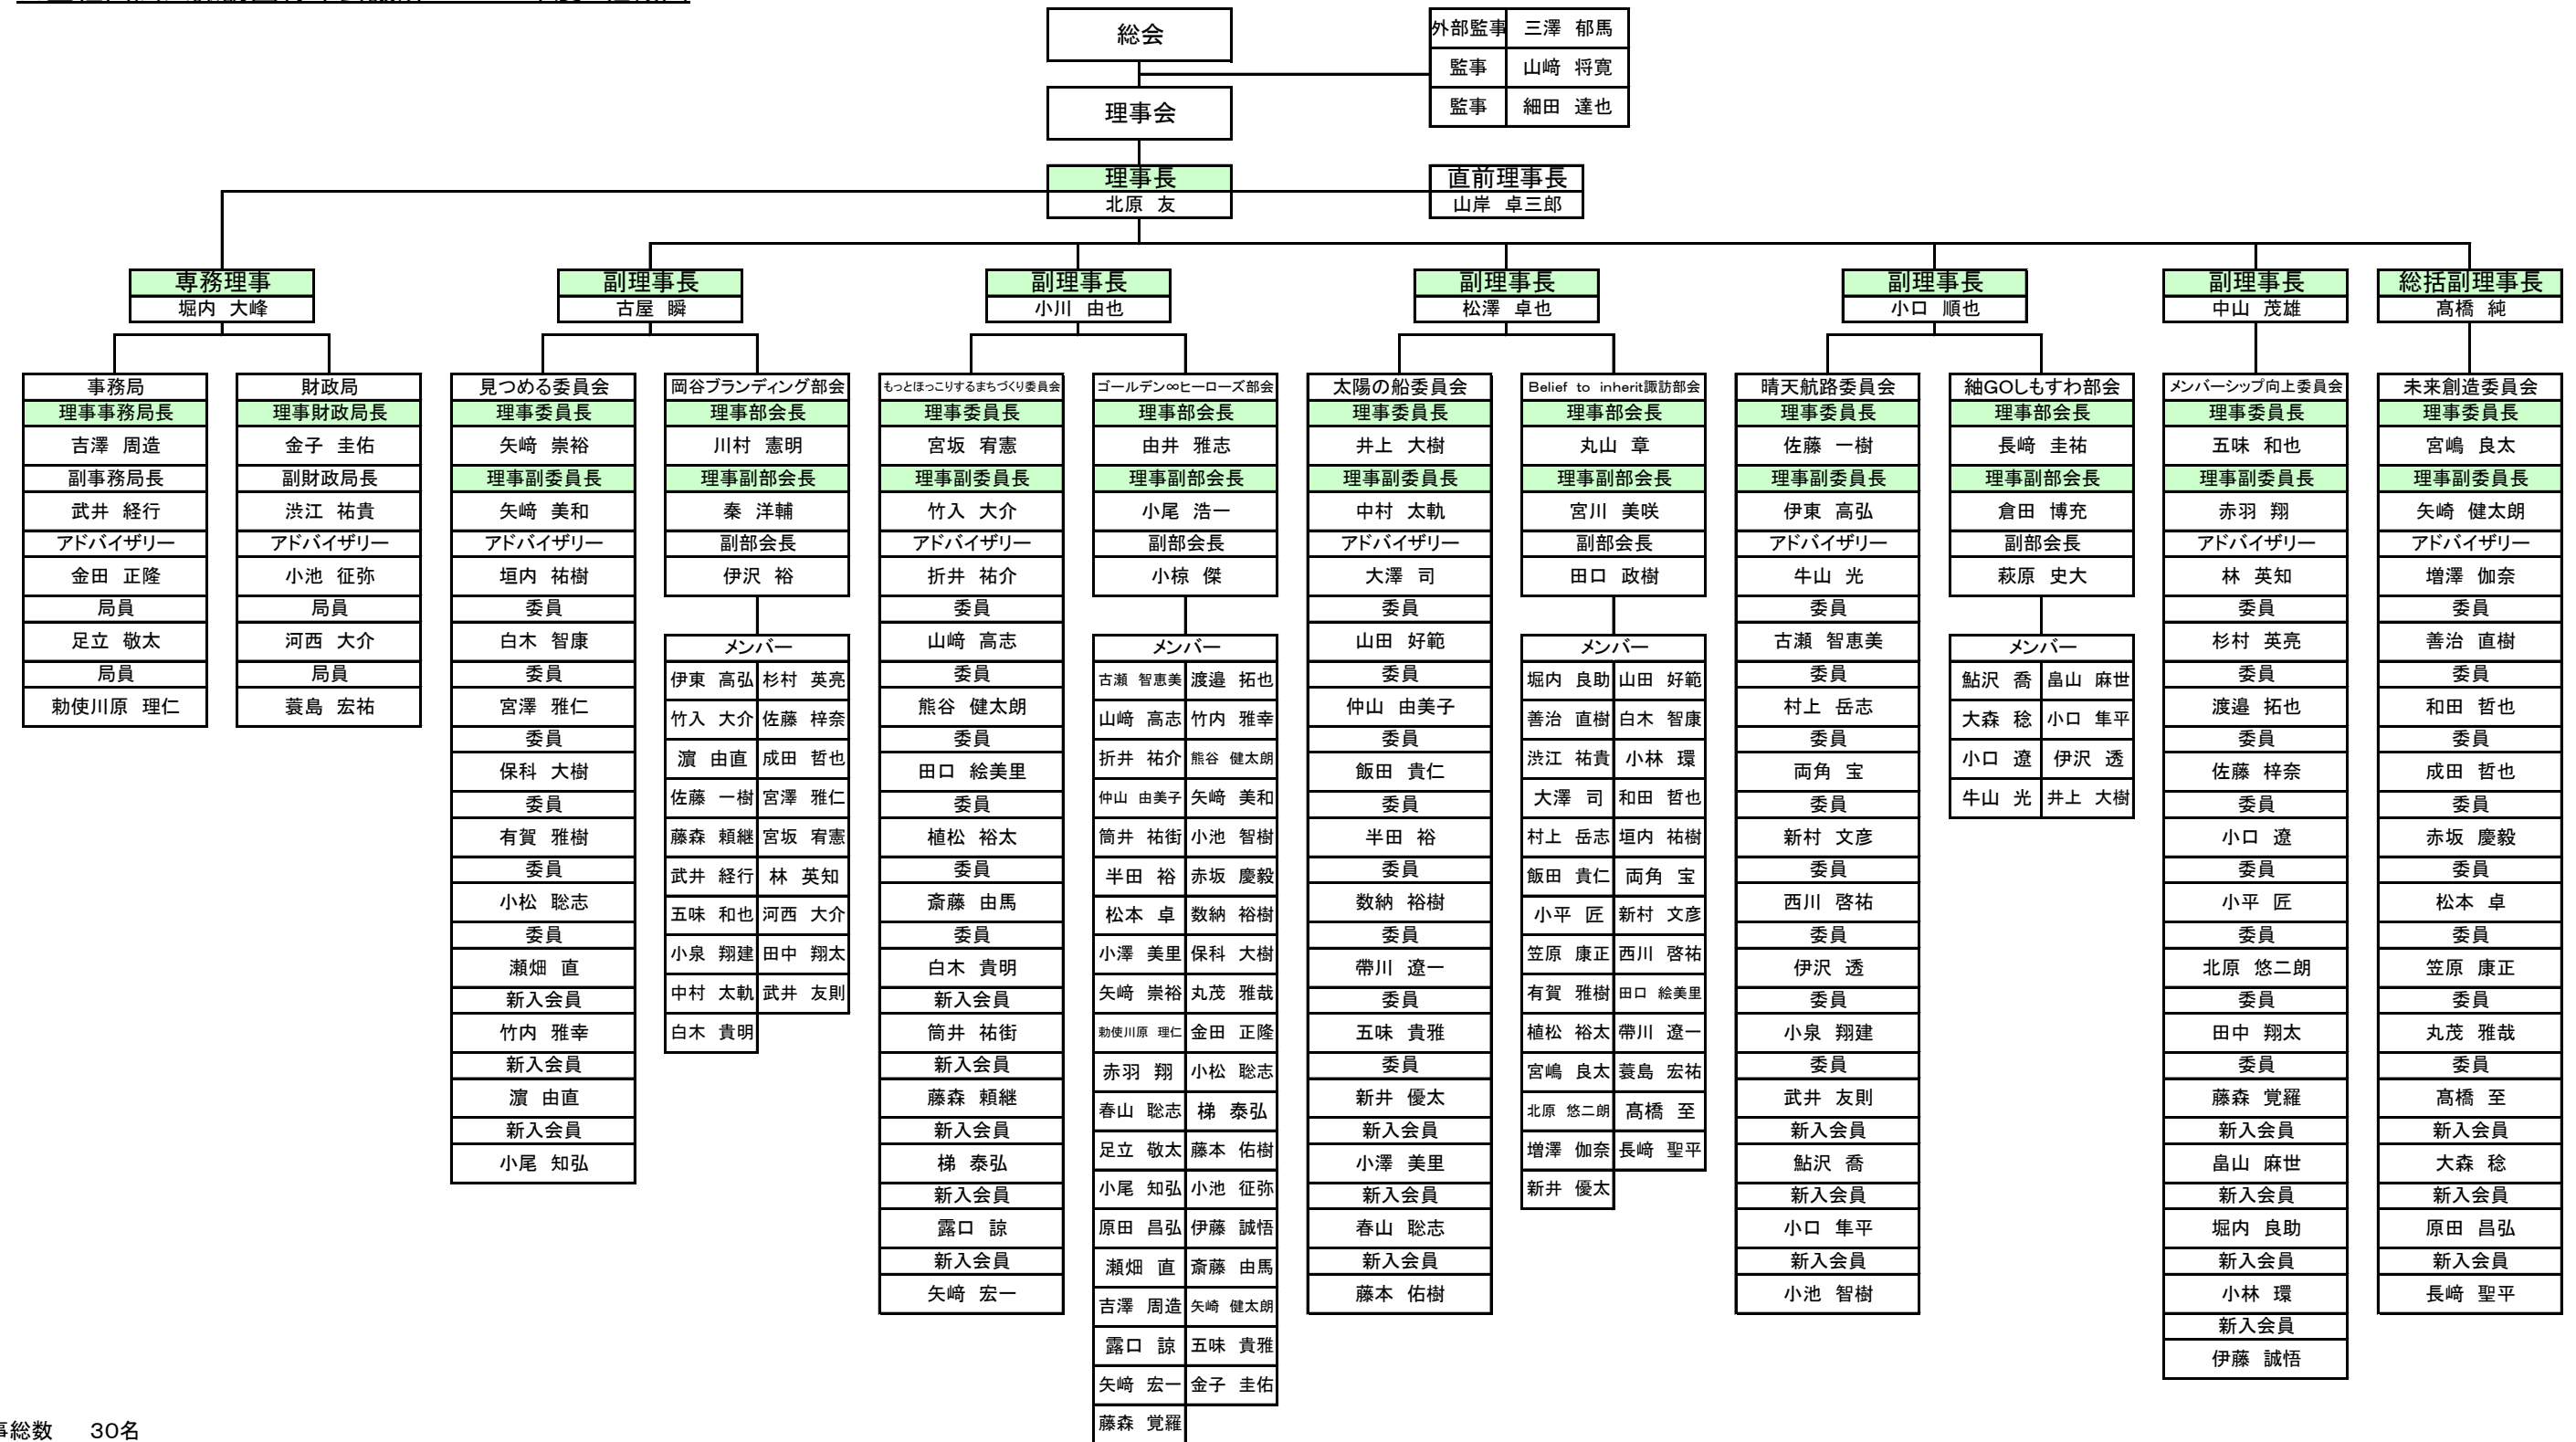 総会
外部監事 三澤 郁馬
監事 山﨑 将寛
監事 細田 達也
理事会
理事長
北原 友
直前理事長
山岸 卓三郎
専務理事
堀内 大峰
副理事長
古屋 瞬
副理事長
小川 由也
副理事長
松澤 卓也
副理事長
小口 順也
副理事長
中山 茂雄
総括副理事長
髙橋 純
事務局
理事事務局長
吉澤 周造
副事務局長
武井 経行
アドバイザリー
金田 正隆
局員
足立 敬太
局員
勅使川原 理仁
財政局
理事財政局長
金子 圭佑
副財政局長
渋江 祐貴
アドバイザリー
小池 征弥
局員
河西 大介
局員
蓑島 宏祐
見つめる委員会
理事委員長
矢﨑 崇裕
理事副委員長
矢﨑 美和
アドバイザリー
垣内 祐樹
委員
白木 智康
委員
宮澤 雅仁
委員
保科 大樹
委員
有賀 雅樹
委員
小松 聡志
委員
瀬畑 直
新入会員
竹内 雅幸
新入会員
濵 由直
新入会員
小尾 知弘
岡谷ブランディング部会
理事部会長
川村 憲明
理事副部会長
秦 洋輔
副部会長
伊沢 裕
メンバー
伊東 高弘 杉村 英亮
竹入 大介 佐藤 梓奈
濵 由直 成田 哲也
佐藤 一樹 宮澤 雅仁
藤森 頼継 宮坂 宥憲
武井 経行 林 英知
五味 和也 河西 大介
小泉 翔建 田中 翔太
中村 太軌 武井 友則
白木 貴明
もっとほっこりするまちづくり委員会
理事委員長
宮坂 宥憲
理事副委員長
竹入 大介
アドバイザリー
折井 祐介
委員
山﨑 高志
委員
熊谷 健太朗
委員
田口 絵美里
委員
植松 裕太
委員
斎藤 由馬
委員
白木 貴明
新入会員
筒井 祐街
新入会員
藤森 頼継
新入会員
梯 泰弘
新入会員
露口 諒
新入会員
矢﨑 宏一
ゴールデン∞ヒーローズ部会
理事部会長
由井 雅志
理事副部会長
小尾 浩一
副部会長
小椋 傑
メンバー
古瀬 智恵美 渡邉 拓也
山﨑 高志 竹内 雅幸
折井 祐介 熊谷 健太朗
仲山 由美子 矢﨑 美和
筒井 祐街 小池 智樹
半田 裕 赤坂 慶毅
松本 卓 数納 裕樹
小澤 美里 保科 大樹
矢﨑 崇裕 丸茂 雅哉
勅使川原 理仁 金田 正隆
赤羽 翔 小松 聡志
春山 聡志 梯 泰弘
足立 敬太 藤本 佑樹
小尾 知弘 小池 征弥
原田 昌弘 伊藤 誠悟
瀬畑 直 斎藤 由馬
吉澤 周造 矢崎 健太朗
露口 諒 五味 貴雅
矢﨑 宏一 金子 圭佑
藤森 覚羅
太陽の船委員会
理事委員長
井上 大樹
理事副委員長
中村 太軌
アドバイザリー
大澤 司
委員
山田 好範
委員
仲山 由美子
委員
飯田 貴仁
委員
半田 裕
委員
数納 裕樹
委員
帶川 遼一
委員
五味 貴雅
委員
新井 優太
新入会員
小澤 美里
新入会員
春山 聡志
新入会員
藤本 佑樹
Belief to inherit諏訪部会
理事部会長
丸山 章
理事副部会長
宮川 美咲
副部会長
田口 政樹
メンバー
堀内 良助 山田 好範
善治 直樹 白木 智康
渋江 祐貴 小林 環
大澤 司 和田 哲也
村上 岳志 垣内 祐樹
飯田 貴仁 両角 宝
小平 匠 新村 文彦
笠原 康正 西川 啓祐
有賀 雅樹 田口 絵美里
植松 裕太 帶川 遼一
宮嶋 良太 蓑島 宏祐
北原 悠二朗 髙橋 至
増澤 伽奈 長﨑 聖平
新井 優太
晴天航路委員会
理事委員長
佐藤 一樹
理事副委員長
伊東 高弘
アドバイザリー
牛山 光
委員
古瀬 智恵美
委員
村上 岳志
委員
両角 宝
委員
新村 文彦
委員
西川 啓祐
委員
伊沢 透
委員
小泉 翔建
委員
武井 友則
新入会員
鮎沢 喬
新入会員
小口 隼平
新入会員
小池 智樹
紬GOしもすわ部会
理事部会長
長﨑 圭祐
理事副部会長
倉田 博充
副部会長
萩原 史大
メンバー
鮎沢 喬 畠山 麻世
大森 稔 小口 隼平
小口 遼 伊沢 透
牛山 光 井上 大樹
メンバーシップ向上委員会
理事委員長
五味 和也
理事副委員長
赤羽 翔
アドバイザリー
林 英知
委員
杉村 英亮
委員
渡邉 拓也
委員
佐藤 梓奈
委員
小口 遼
委員
小平 匠
委員
北原 悠二朗
委員
田中 翔太
委員
藤森 覚羅
新入会員
畠山 麻世
新入会員
堀内 良助
新入会員
小林 環
新入会員
伊藤 誠悟
未来創造委員会
理事委員長
宮嶋 良太
理事副委員長
矢崎 健太朗
アドバイザリー
増澤 伽奈
委員
善治 直樹
委員
和田 哲也
委員
成田 哲也
委員
赤坂 慶毅
委員
松本 卓
委員
笠原 康正
委員
丸茂 雅哉
委員
髙橋 至
新入会員
大森 稔
新入会員
原田 昌弘
新入会員
長﨑 聖平
事総数 30名